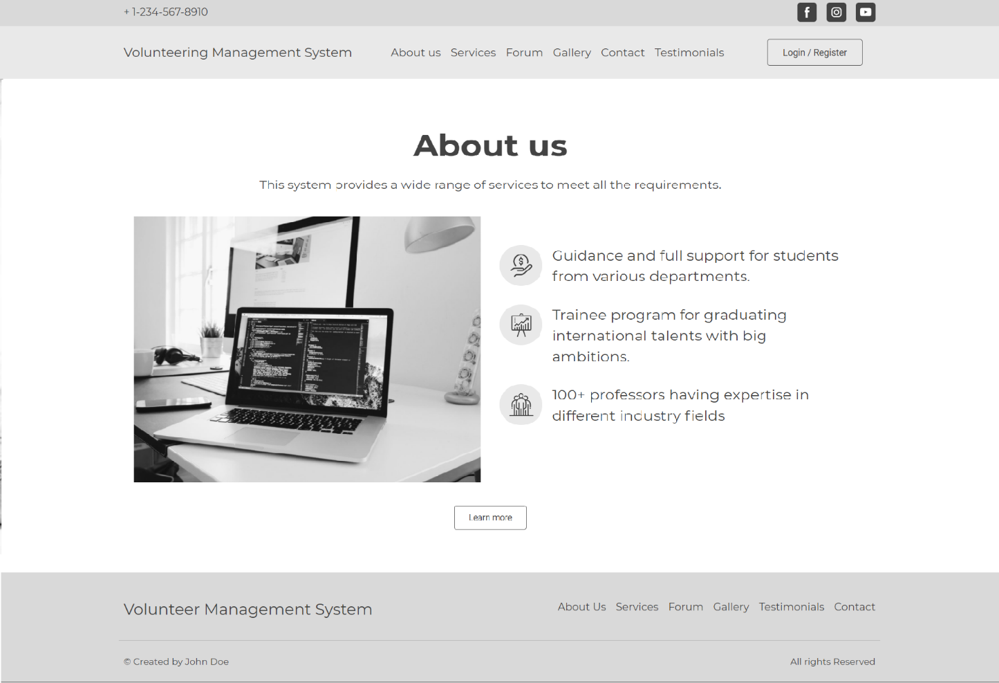 + 1-234-567-8910
Volunteering Management System
About us Services Forum Gallery Contact Testimonials
Login / Register
About us
This system provides a wide range of services to meet all the requirements.
Guidance and full support for students
from various departments.
Trainee program for graduating
international talents with big
ambitions.
100+ professors having expertise in
different industry fields
Learn more
Volunteer Management System
About Us Services Forum Gallery Testimonials Contact
© Created by John Doe
All rights Reserved